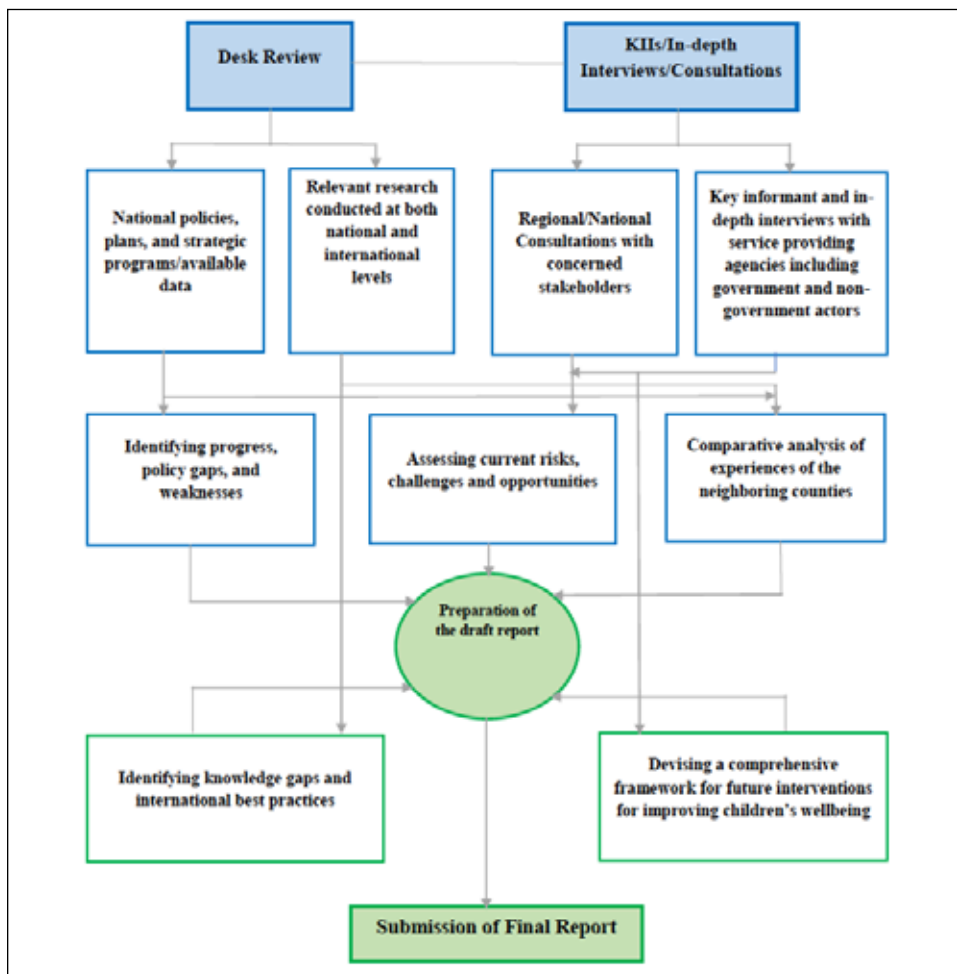 Desk Review
KIIs/In-depth
Interviews/Consultations
National policies,
plans, and strategic
programs/available
data
Relevant research
conducted at both
national and
international
levels
Regional/National
Consultations with
concerned
stakeholders
Key informant and in-
depth interviews with
service providing
agencies including
government and non-
government actors
Identifying progress,
policy gaps, and
weaknesses
Assessing current risks,
challenges and opportunities
Comparative analysis of
experiences of the
neighboring counties
Preparation of
the draft report
Identifying knowledge gaps and
international best practices
Devising a comprehensive
framework for future interventions
for improving children's wellbeing
Submission of Final Report